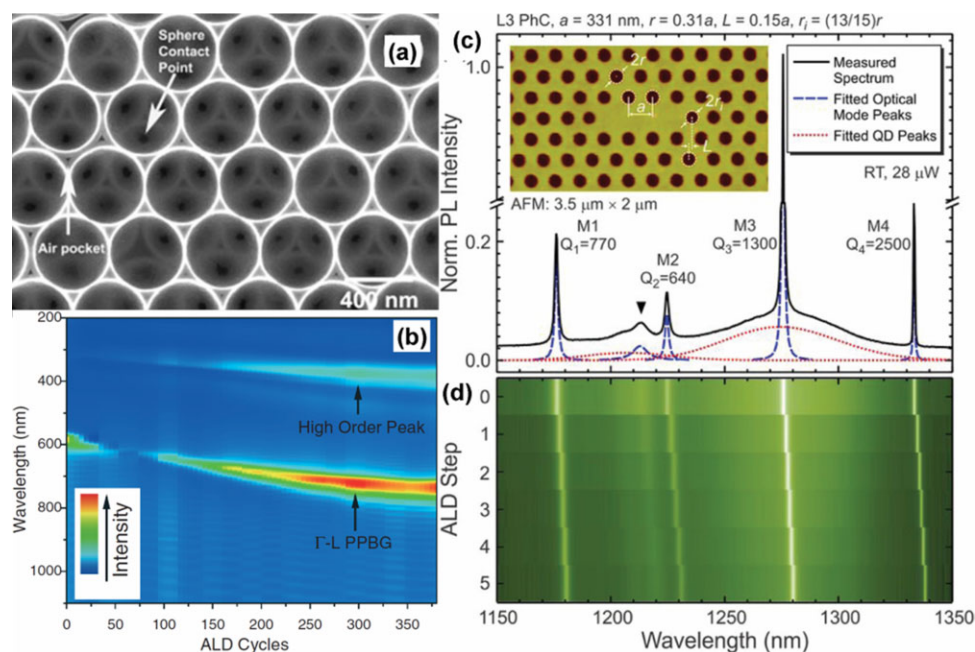 (a)
Sphere
Contact
Point
Air pocket
400 nm
(b)
200
400
600
800
1000
Wavelength (nm)
High Order Peak
Γ-L PPBG
Intensity
0 50 100 150 200 250 300 350
ALD Cycles
(c)
L3 PhC, a = 331 nm, r = 0.31a, L = 0.15a, rᵢ = (13/15)r
1.0
0.2
0.0
Norm. PL Intensity
2r
a
2rᵢ
L
AFM: 3.5 μm × 2 μm
Measured
Spectrum
Fitted Optical
Mode Peaks
Fitted QD Peaks
RT, 28 μW
M1
Q₁=770
M2
Q₂=640
M3
Q₃=1300
M4
Q₄=2500
(d)
0
1
2
3
4
5
ALD Step
1150 1200 1250 1300 1350
Wavelength (nm)